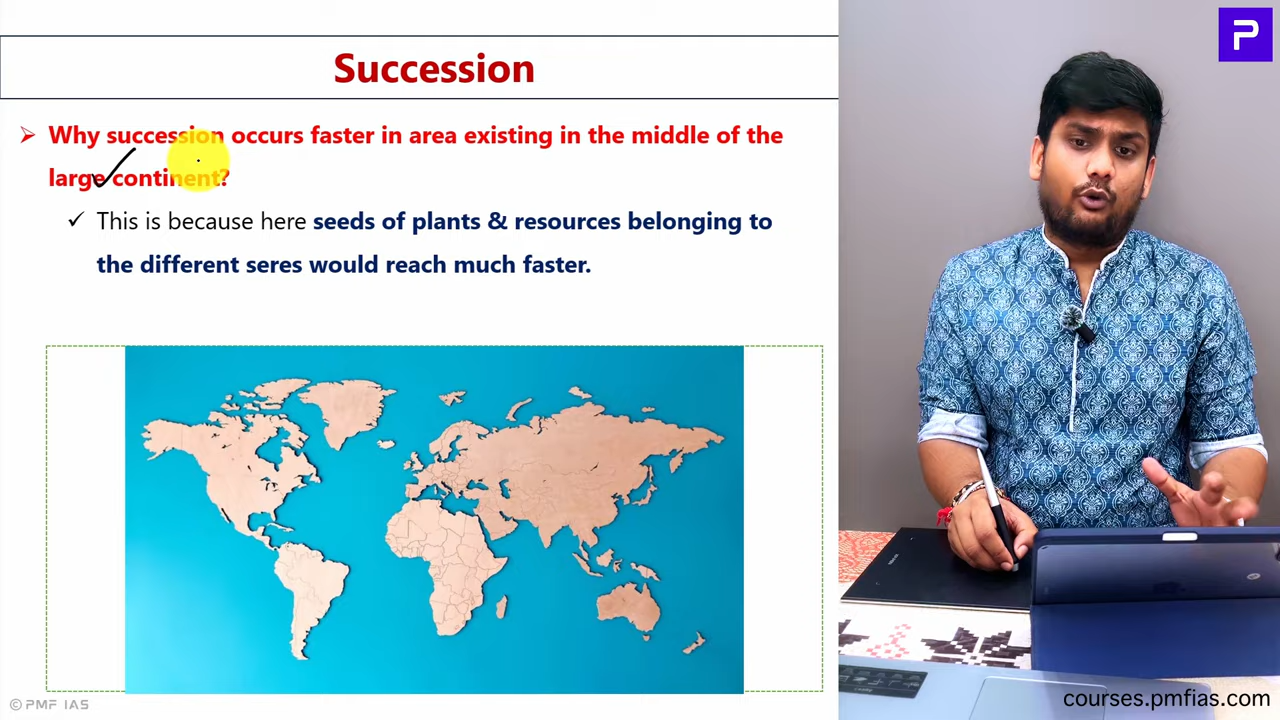 P
Succession
➢ Why succession occurs faster in area existing in the middle of the
large continent?
✓ This is because here seeds of plants & resources belonging to
the different seres would reach much faster.
© PMF IAS
courses.pmfias.com